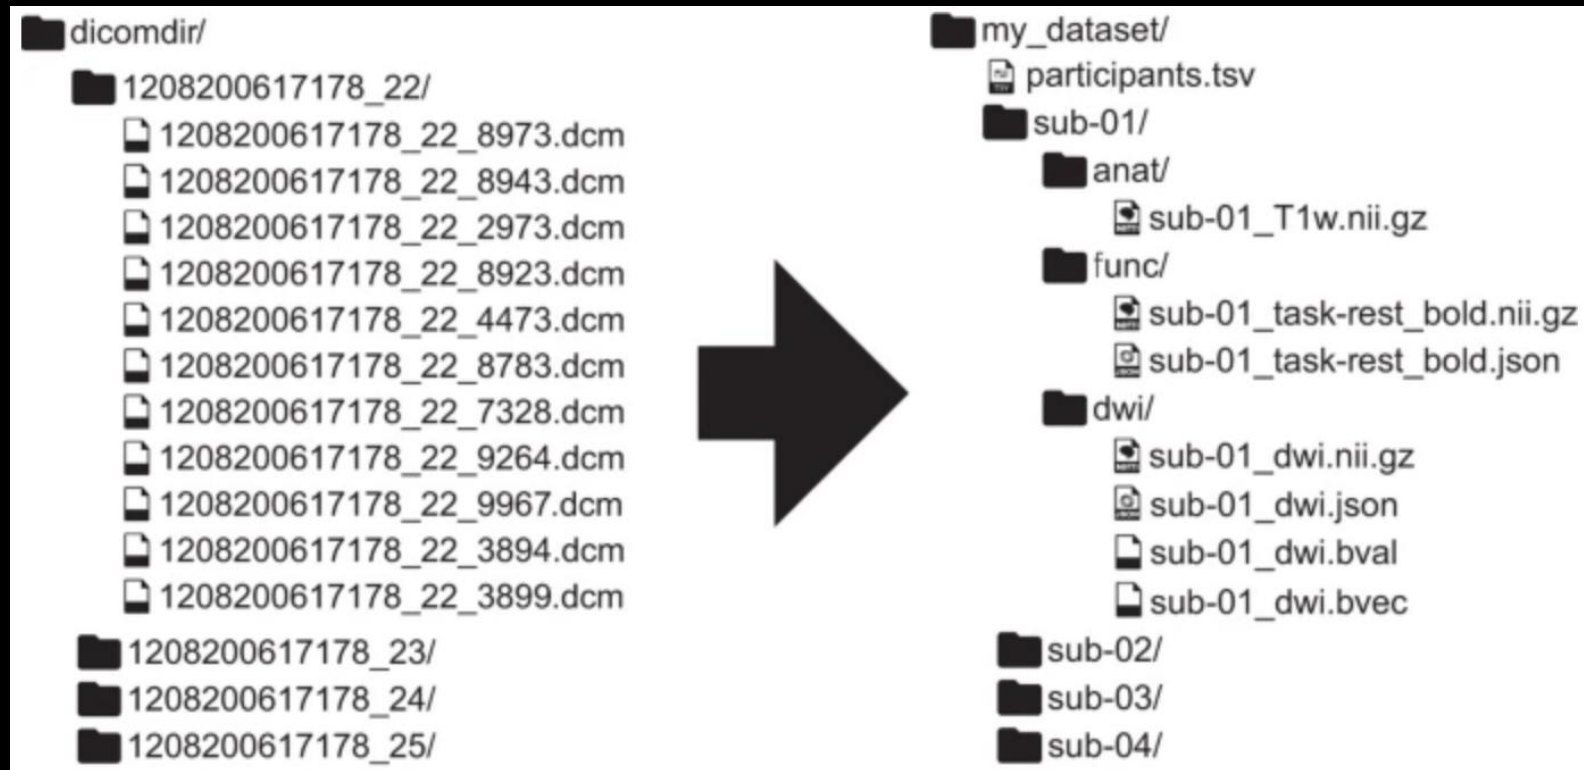 dicomdir/
1208200617178_22/
1208200617178_22_8973.dcm
1208200617178_22_8943.dcm
1208200617178_22_2973.dcm
1208200617178_22_8923.dcm
1208200617178_22_4473.dcm
1208200617178_22_8783.dcm
1208200617178_22_7328.dcm
1208200617178_22_9264.dcm
1208200617178_22_9967.dcm
1208200617178_22_3894.dcm
1208200617178_22_3899.dcm
1208200617178_23/
1208200617178_24/
1208200617178_25/
my_dataset/
participants.tsv
sub-01/
anat/
sub-01_T1w.nii.gz
func/
sub-01_task-rest_bold.nii.gz
sub-01_task-rest_bold.json
dwi/
sub-01_dwi.nii.gz
sub-01_dwi.json
sub-01_dwi.bval
sub-01_dwi.bvec
sub-02/
sub-03/
sub-04/